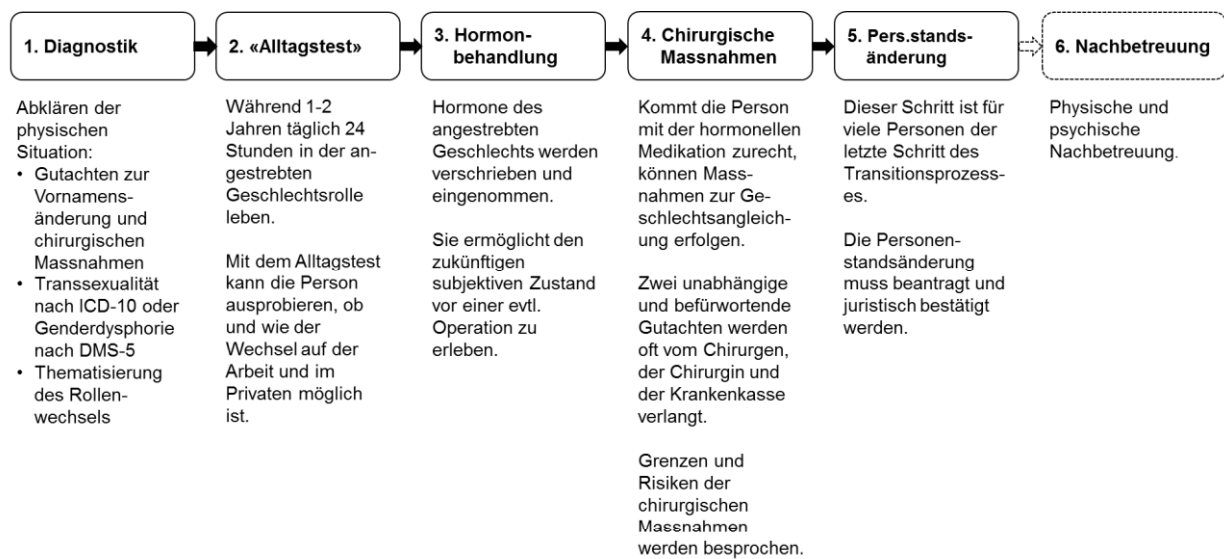 1. Diagnostik
2. «Alltagstest»
3. Hormon-
behandlung
4. Chirurgische
Massnahmen
5. Pers.stands-
änderung
6. Nachbetreuung
Abklären der
physischen
Situation:
• Gutachten zur
Vornamens-
änderung und
chirurgischen
Massnahmen
• Transsexualität
nach ICD-10 oder
Genderdysphorie
nach DMS-5
• Thematisierung
des Rollen-
wechsels
Während 1-2
Jahren täglich 24
Stunden in der an-
gestrebten
Geschlechtsrolle
leben.
Mit dem Alltagstest
kann die Person
ausprobieren, ob
und wie der
Wechsel auf der
Arbeit und im
Privaten möglich
ist.
Hormone des
angestrebten
Geschlechts werden
verschrieben und
eingenommen.
Sie ermöglicht den
zukünftigen
subjektiven Zustand
vor einer evtl.
Operation zu
erleben.
Kommt die Person
mit der hormonellen
Medikation zurecht,
können Mass-
nahmen zur Ge-
schlechtsangleich-
ung erfolgen.
Zwei unabhängige
und befürwortende
Gutachten werden
oft vom Chirurgen,
der Chirurgin und
der Krankenkasse
verlangt.
Grenzen und
Risiken der
chirurgischen
Massnahmen
werden besprochen.
Dieser Schritt ist für
viele Personen der
letzte Schritt des
Transitionsprozess-
es.
Die Personen-
standsänderung
muss beantragt und
juristisch bestätigt
werden.
Physische und
psychische
Nachbetreuung.